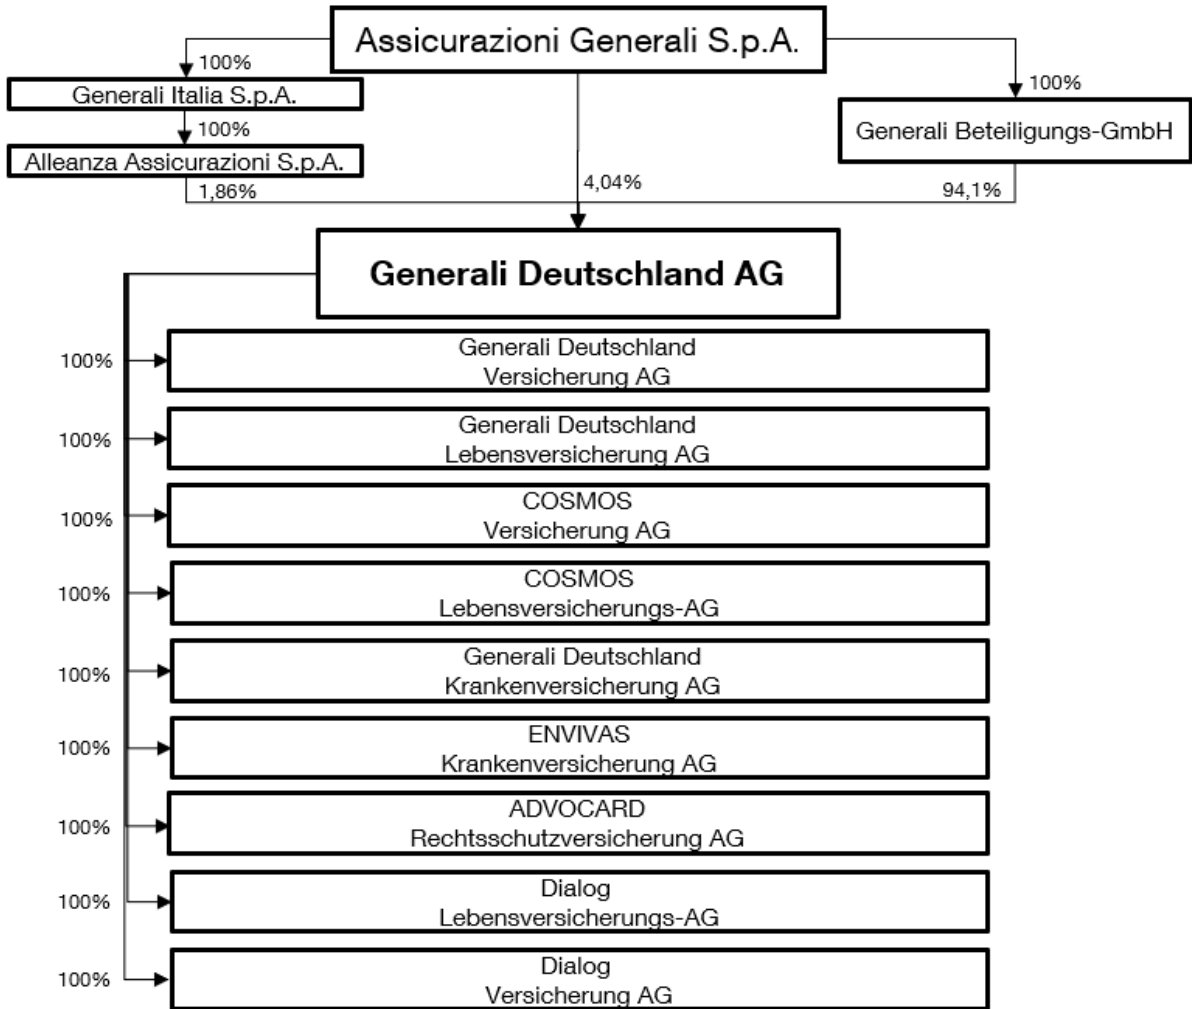 Assicurazioni Generali S.p.A.
100%
Generali Italia S.p.A.
100%
Alleanza Assicurazioni S.p.A.
100%
Generali Beteiligungs-GmbH
1,86%
4,04%
94,1%
Generali Deutschland AG
100%
Generali Deutschland
Versicherung AG
100%
Generali Deutschland
Lebensversicherung AG
100%
COSMOS
Versicherung AG
100%
COSMOS
Lebensversicherungs-AG
100%
Generali Deutschland
Krankenversicherung AG
100%
ENVIVAS
Krankenversicherung AG
100%
ADVOCARD
Rechtsschutzversicherung AG
100%
Dialog
Lebensversicherungs-AG
100%
Dialog
Versicherung AG